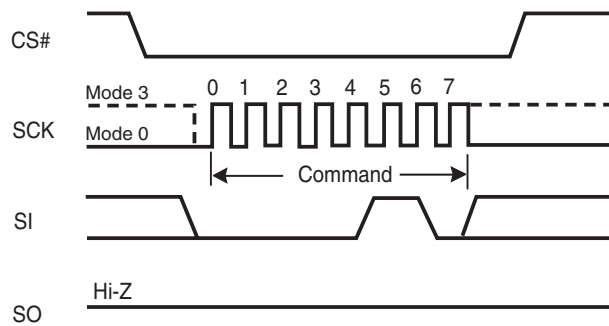 CS#
Mode 3
0 1 2 3 4 5 6 7
SCK
Mode 0
Command
SI
Hi-Z
SO